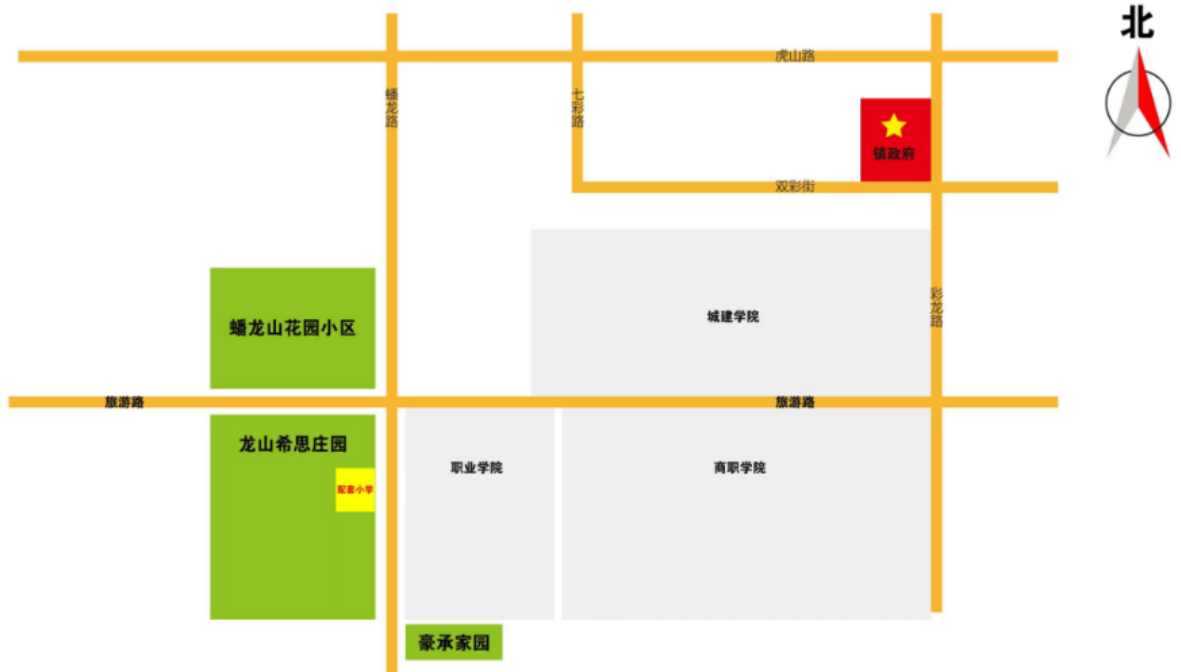 北
虎山路
蟠龙路
七彩路
镇政府
双彩街
蟠龙山花园小区
城建学院
彩龙路
旅游路
旅游路
龙山希思庄园
配套小学
职业学院
商职学院
豪承家园